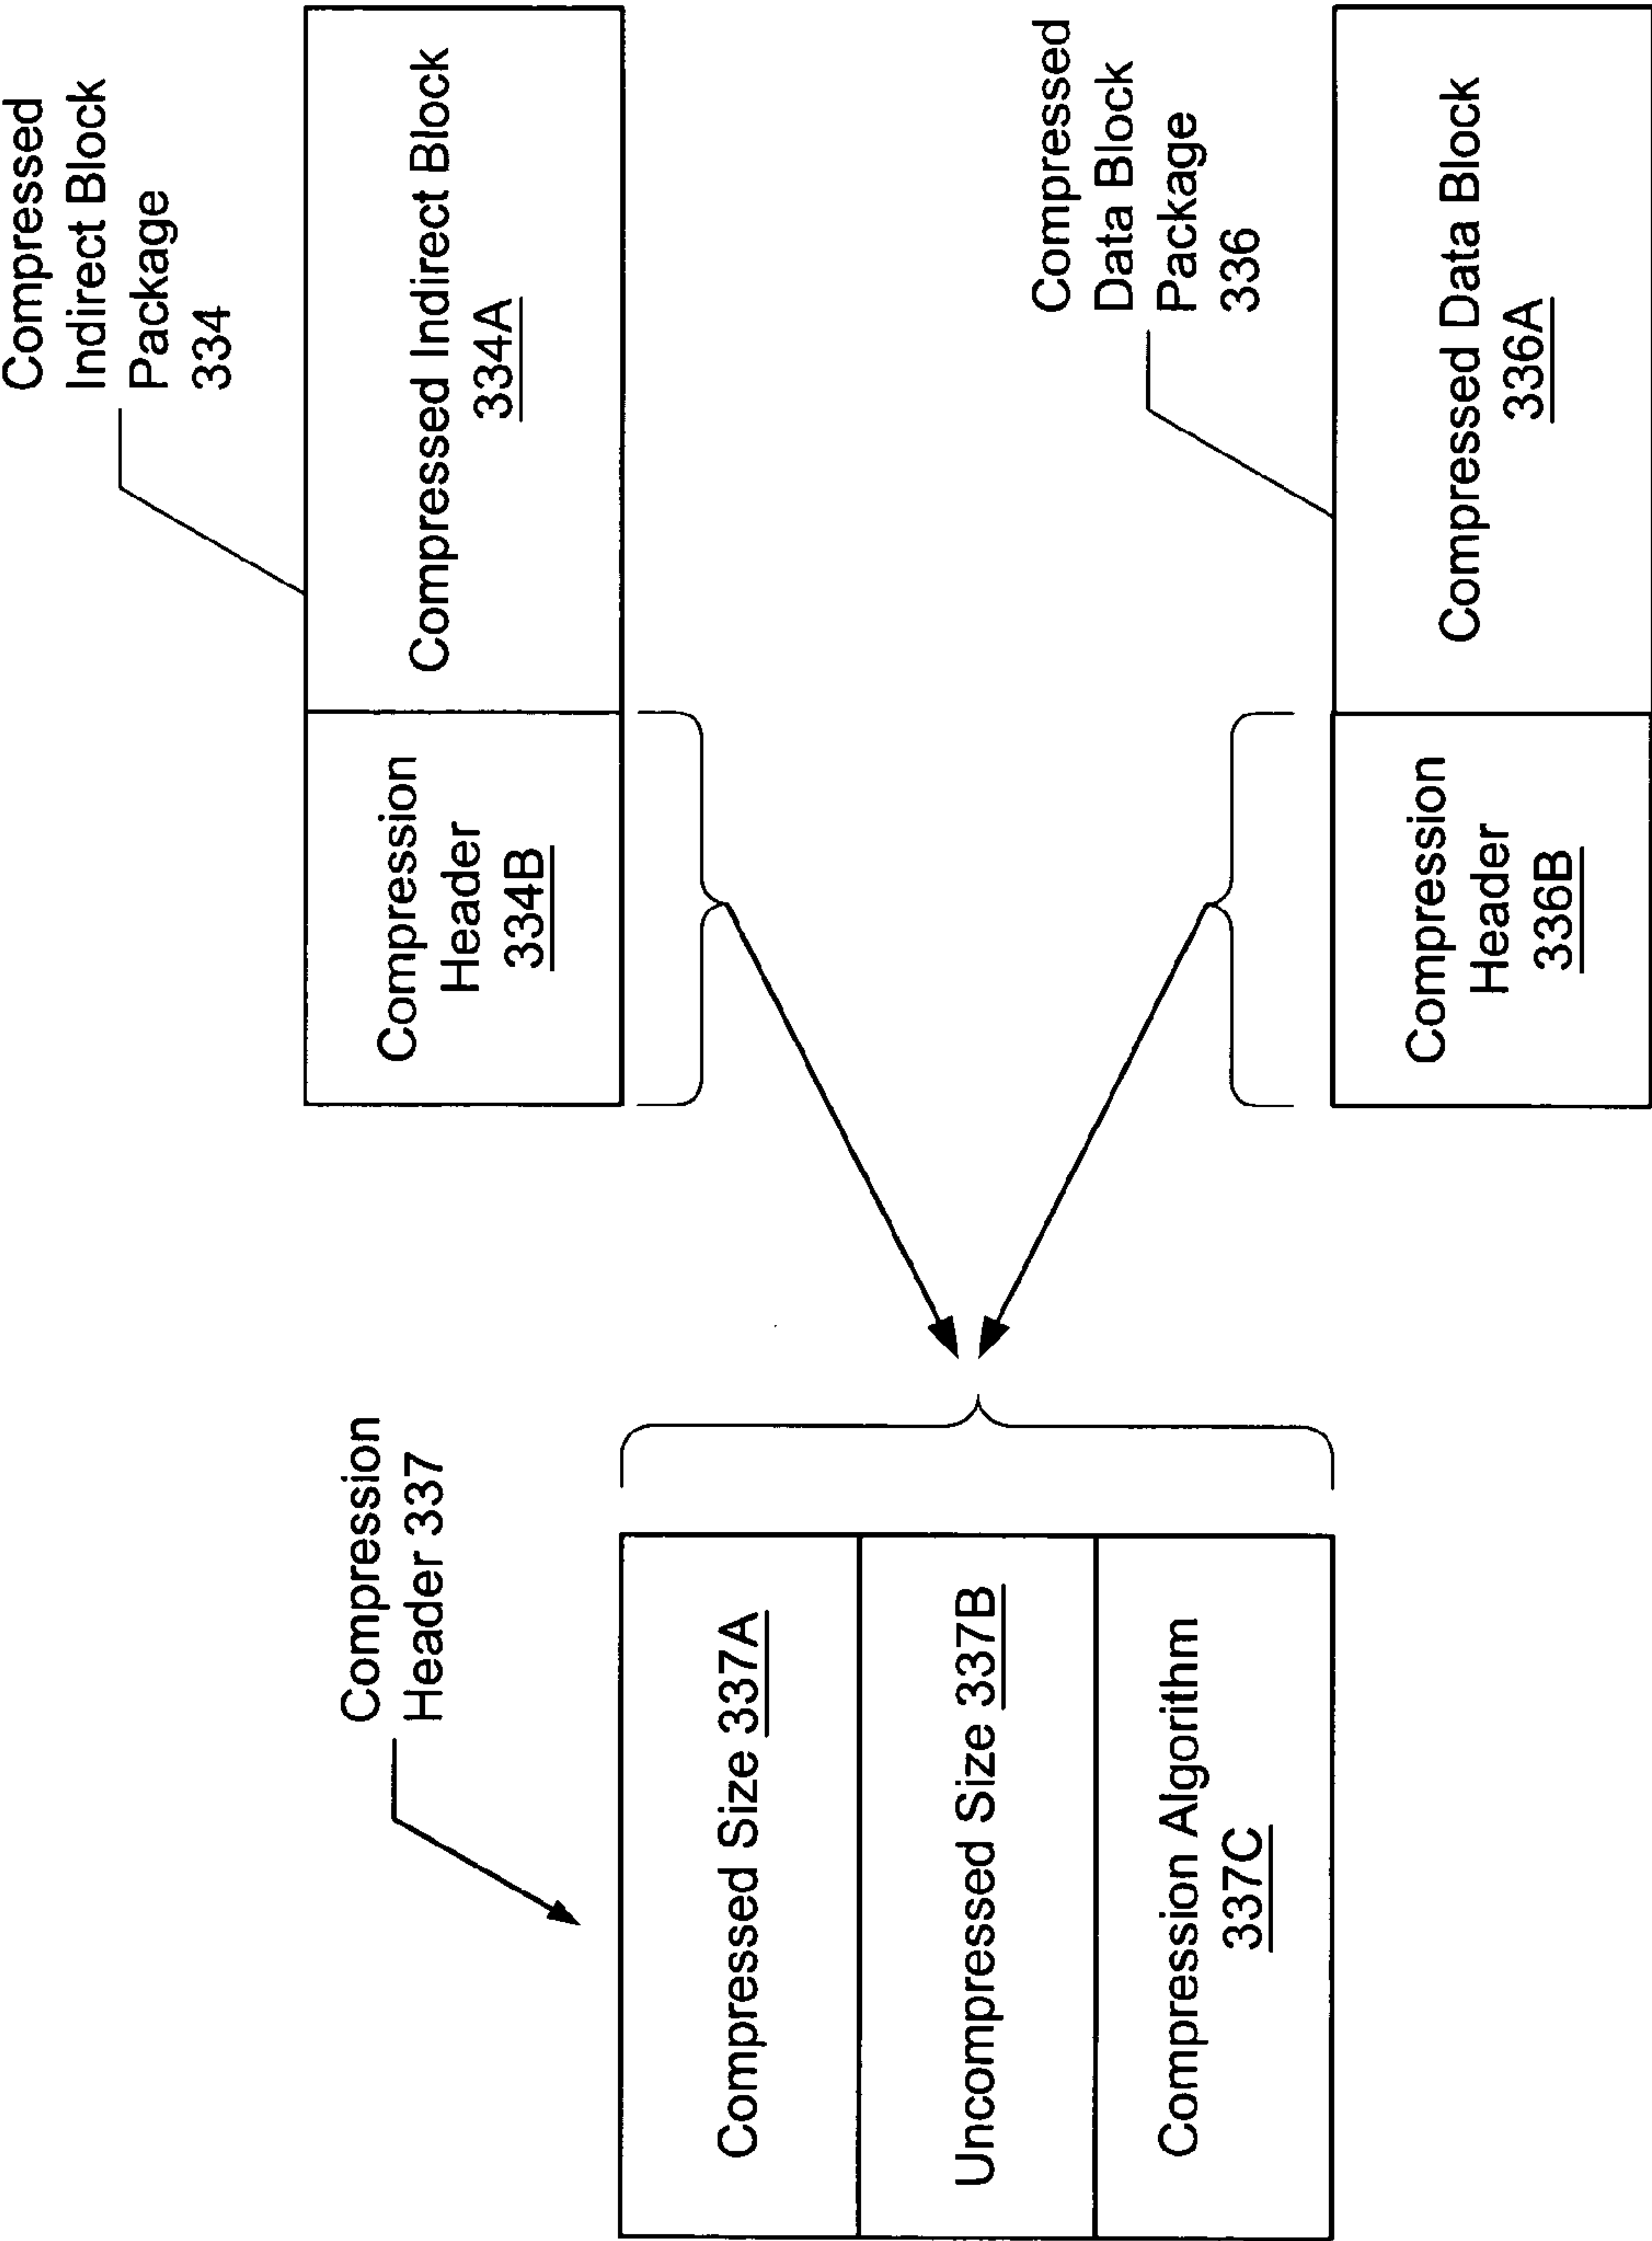 Compression
Header 337
Compressed Size 337A
Uncompressed Size 337B
Compression Algorithm
337C
Compressed
Indirect Block
Package
334
Compression
Header
334B
Compressed Indirect Block
334A
Compressed
Data Block
Package
336
Compression
Header
336B
Compressed Data Block
336A